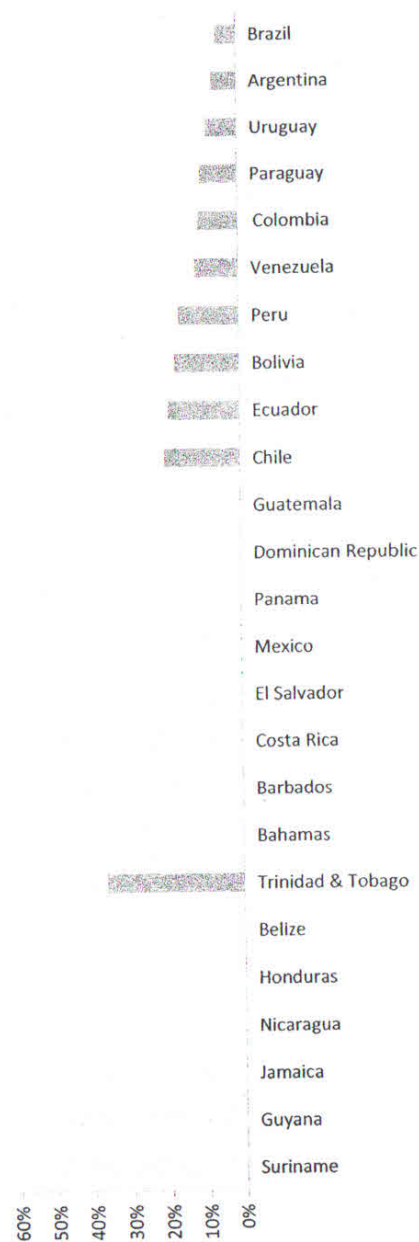 Brazil
Argentina
Uruguay
Paraguay
Colombia
Venezuela
Peru
Bolivia
Ecuador
Chile
Guatemala
Dominican Republic
Panama
Mexico
El Salvador
Costa Rica
Barbados
Bahamas
Trinidad & Tobago
Belize
Honduras
Nicaragua
Jamaica
Guyana
Suriname
60%
50%
40%
30%
20%
10%
0%